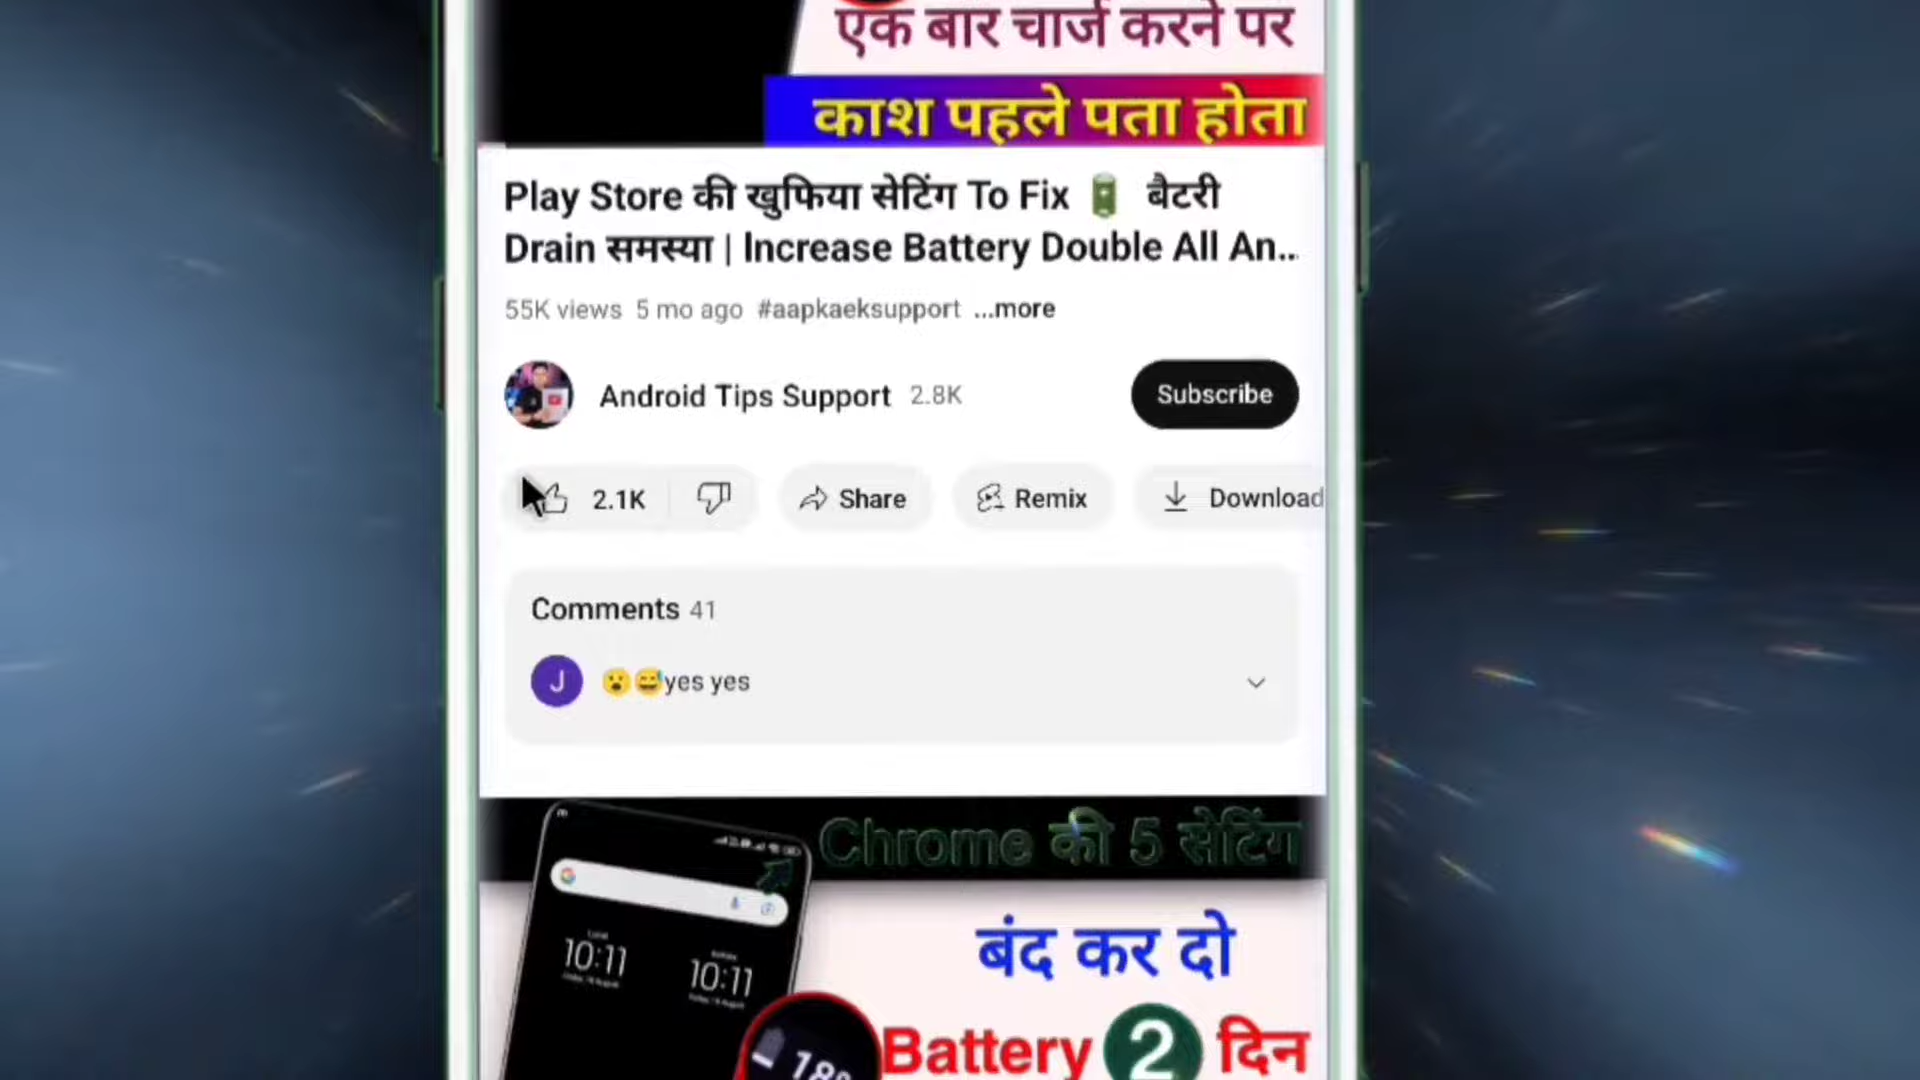 एक बार चार्ज करने पर
काश पहले पता होता
Play Store की खुफिया सेटिंग To Fix 🔋 बैटरी
Drain समस्या | Increase Battery Double All An...
55K views 5 mo ago #aapkaeksupport ...more
Android Tips Support 2.8K
Subscribe
2.1K
Share
Remix
Download
Comments 41
J
😮😅yes yes
Chrome की 5 सेटिंग
10:11
10:11
बंद कर दो
Battery 2 दिन